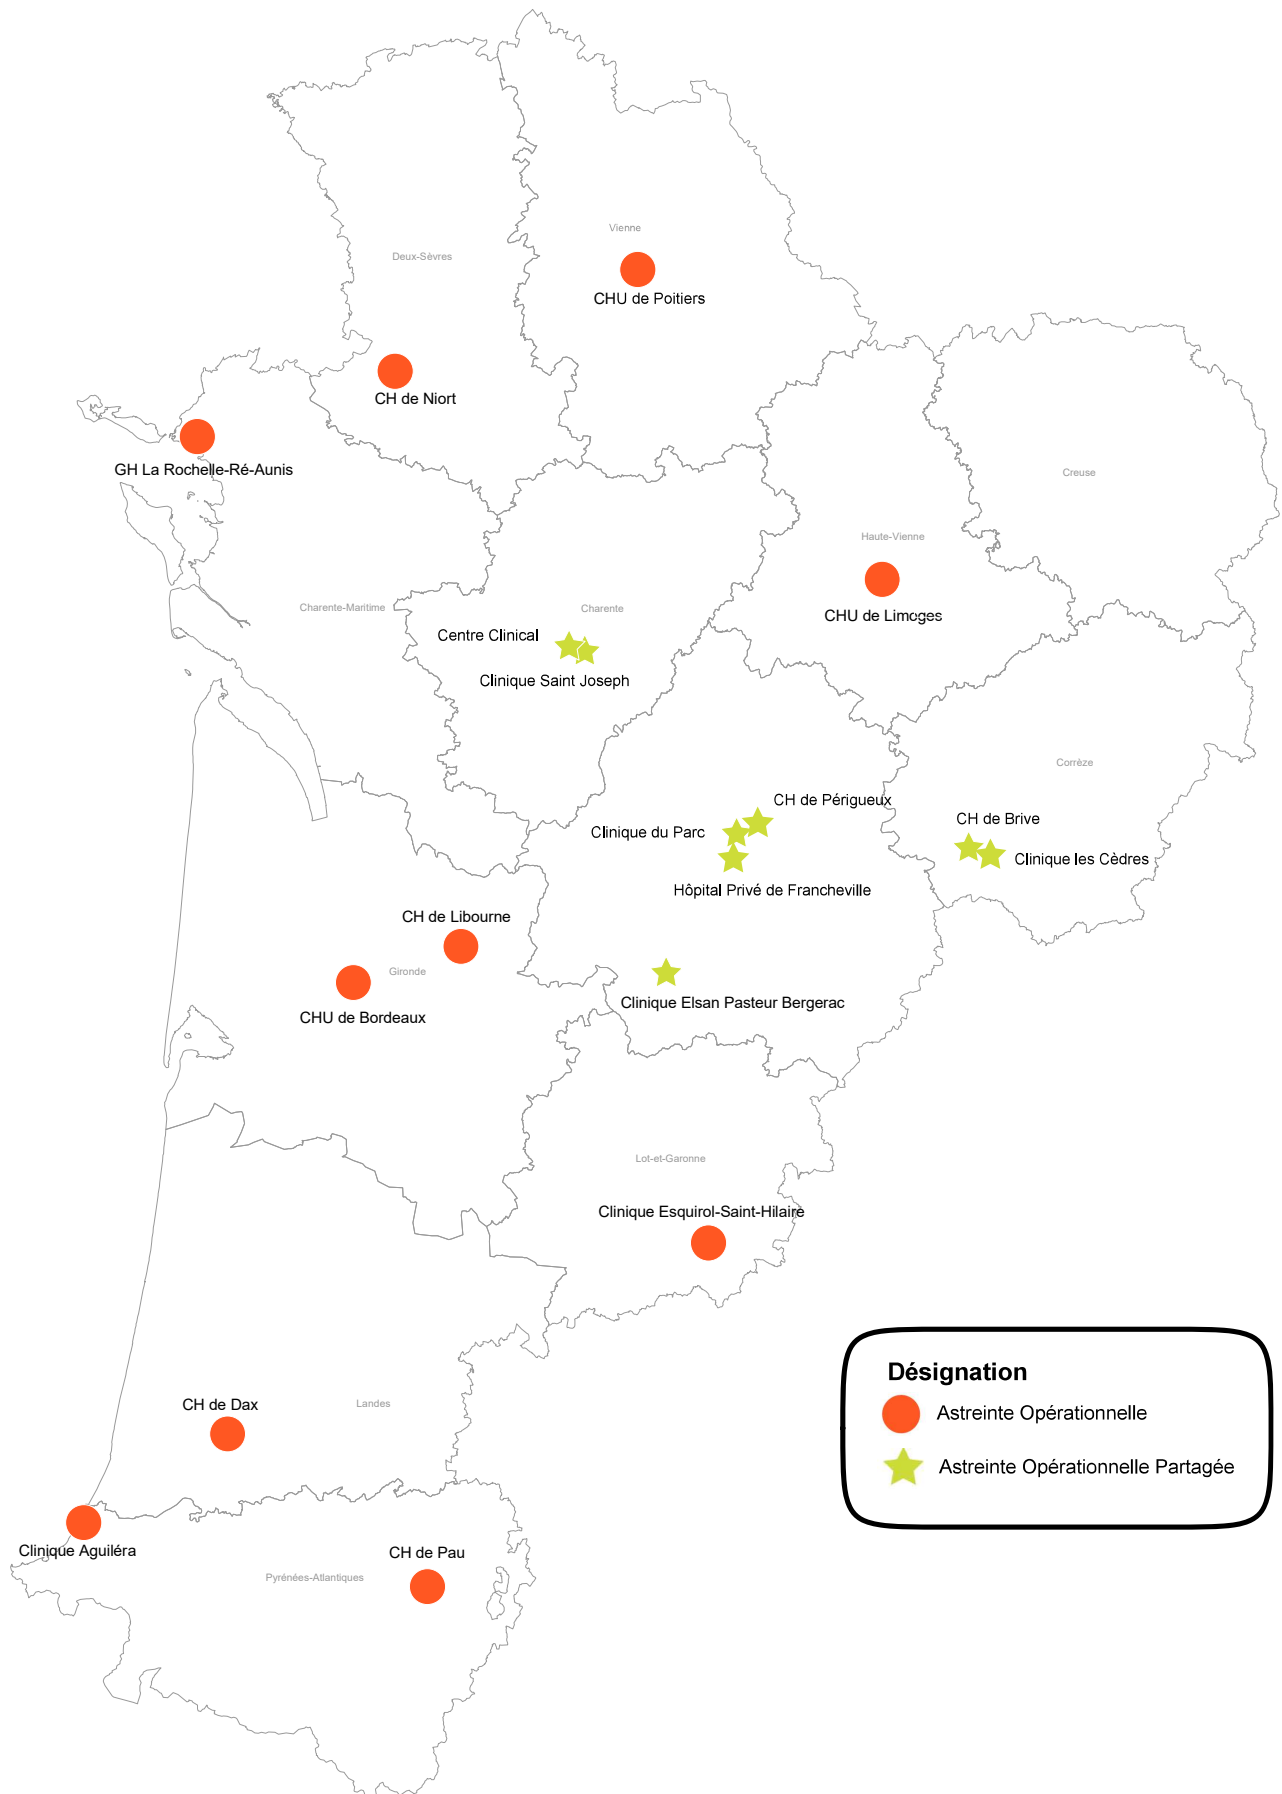 Vienne
Deux-Sèvres
CHU de Poitiers
CH de Niort
GH La Rochelle-Ré-Aunis
Creuse
Haute-Vienne
Charente-Maritime
Charente
CHU de Limoges
Centre Clinical
Clinique Saint Joseph
Corrèze
CH de Périgueux
CH de Brive
Clinique du Parc
Clinique les Cèdres
Hôpital Privé de Francheville
CH de Libourne
Gironde
Clinique Elsan Pasteur Bergerac
CHU de Bordeaux
Lot-et-Garonne
Clinique Esquirol-Saint-Hilaire
Désignation
CH de Dax
Landes
Astreinte Opérationnelle
Astreinte Opérationnelle Partagée
Clinique Aguiléra
CH de Pau
Pyrénées-Atlantiques